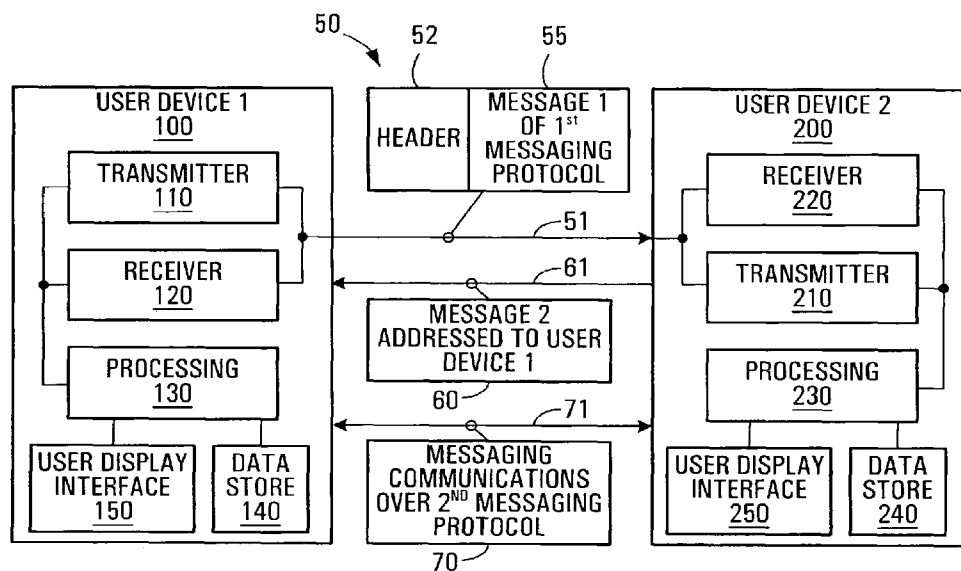 50
52
55
USER DEVICE 1
100
TRANSMITTER
110
RECEIVER
120
PROCESSING
130
USER DISPLAY
INTERFACE
150
DATA
STORE
140
HEADER
MESSAGE 1
OF 1st
MESSAGING
PROTOCOL
51
61
MESSAGE 2
ADDRESSED TO USER
DEVICE 1
60
71
MESSAGING
COMMUNICATIONS
OVER 2ND MESSAGING
PROTOCOL
70
USER DEVICE 2
200
RECEIVER
220
TRANSMITTER
210
PROCESSING
230
USER DISPLAY
INTERFACE
250
DATA
STORE
240